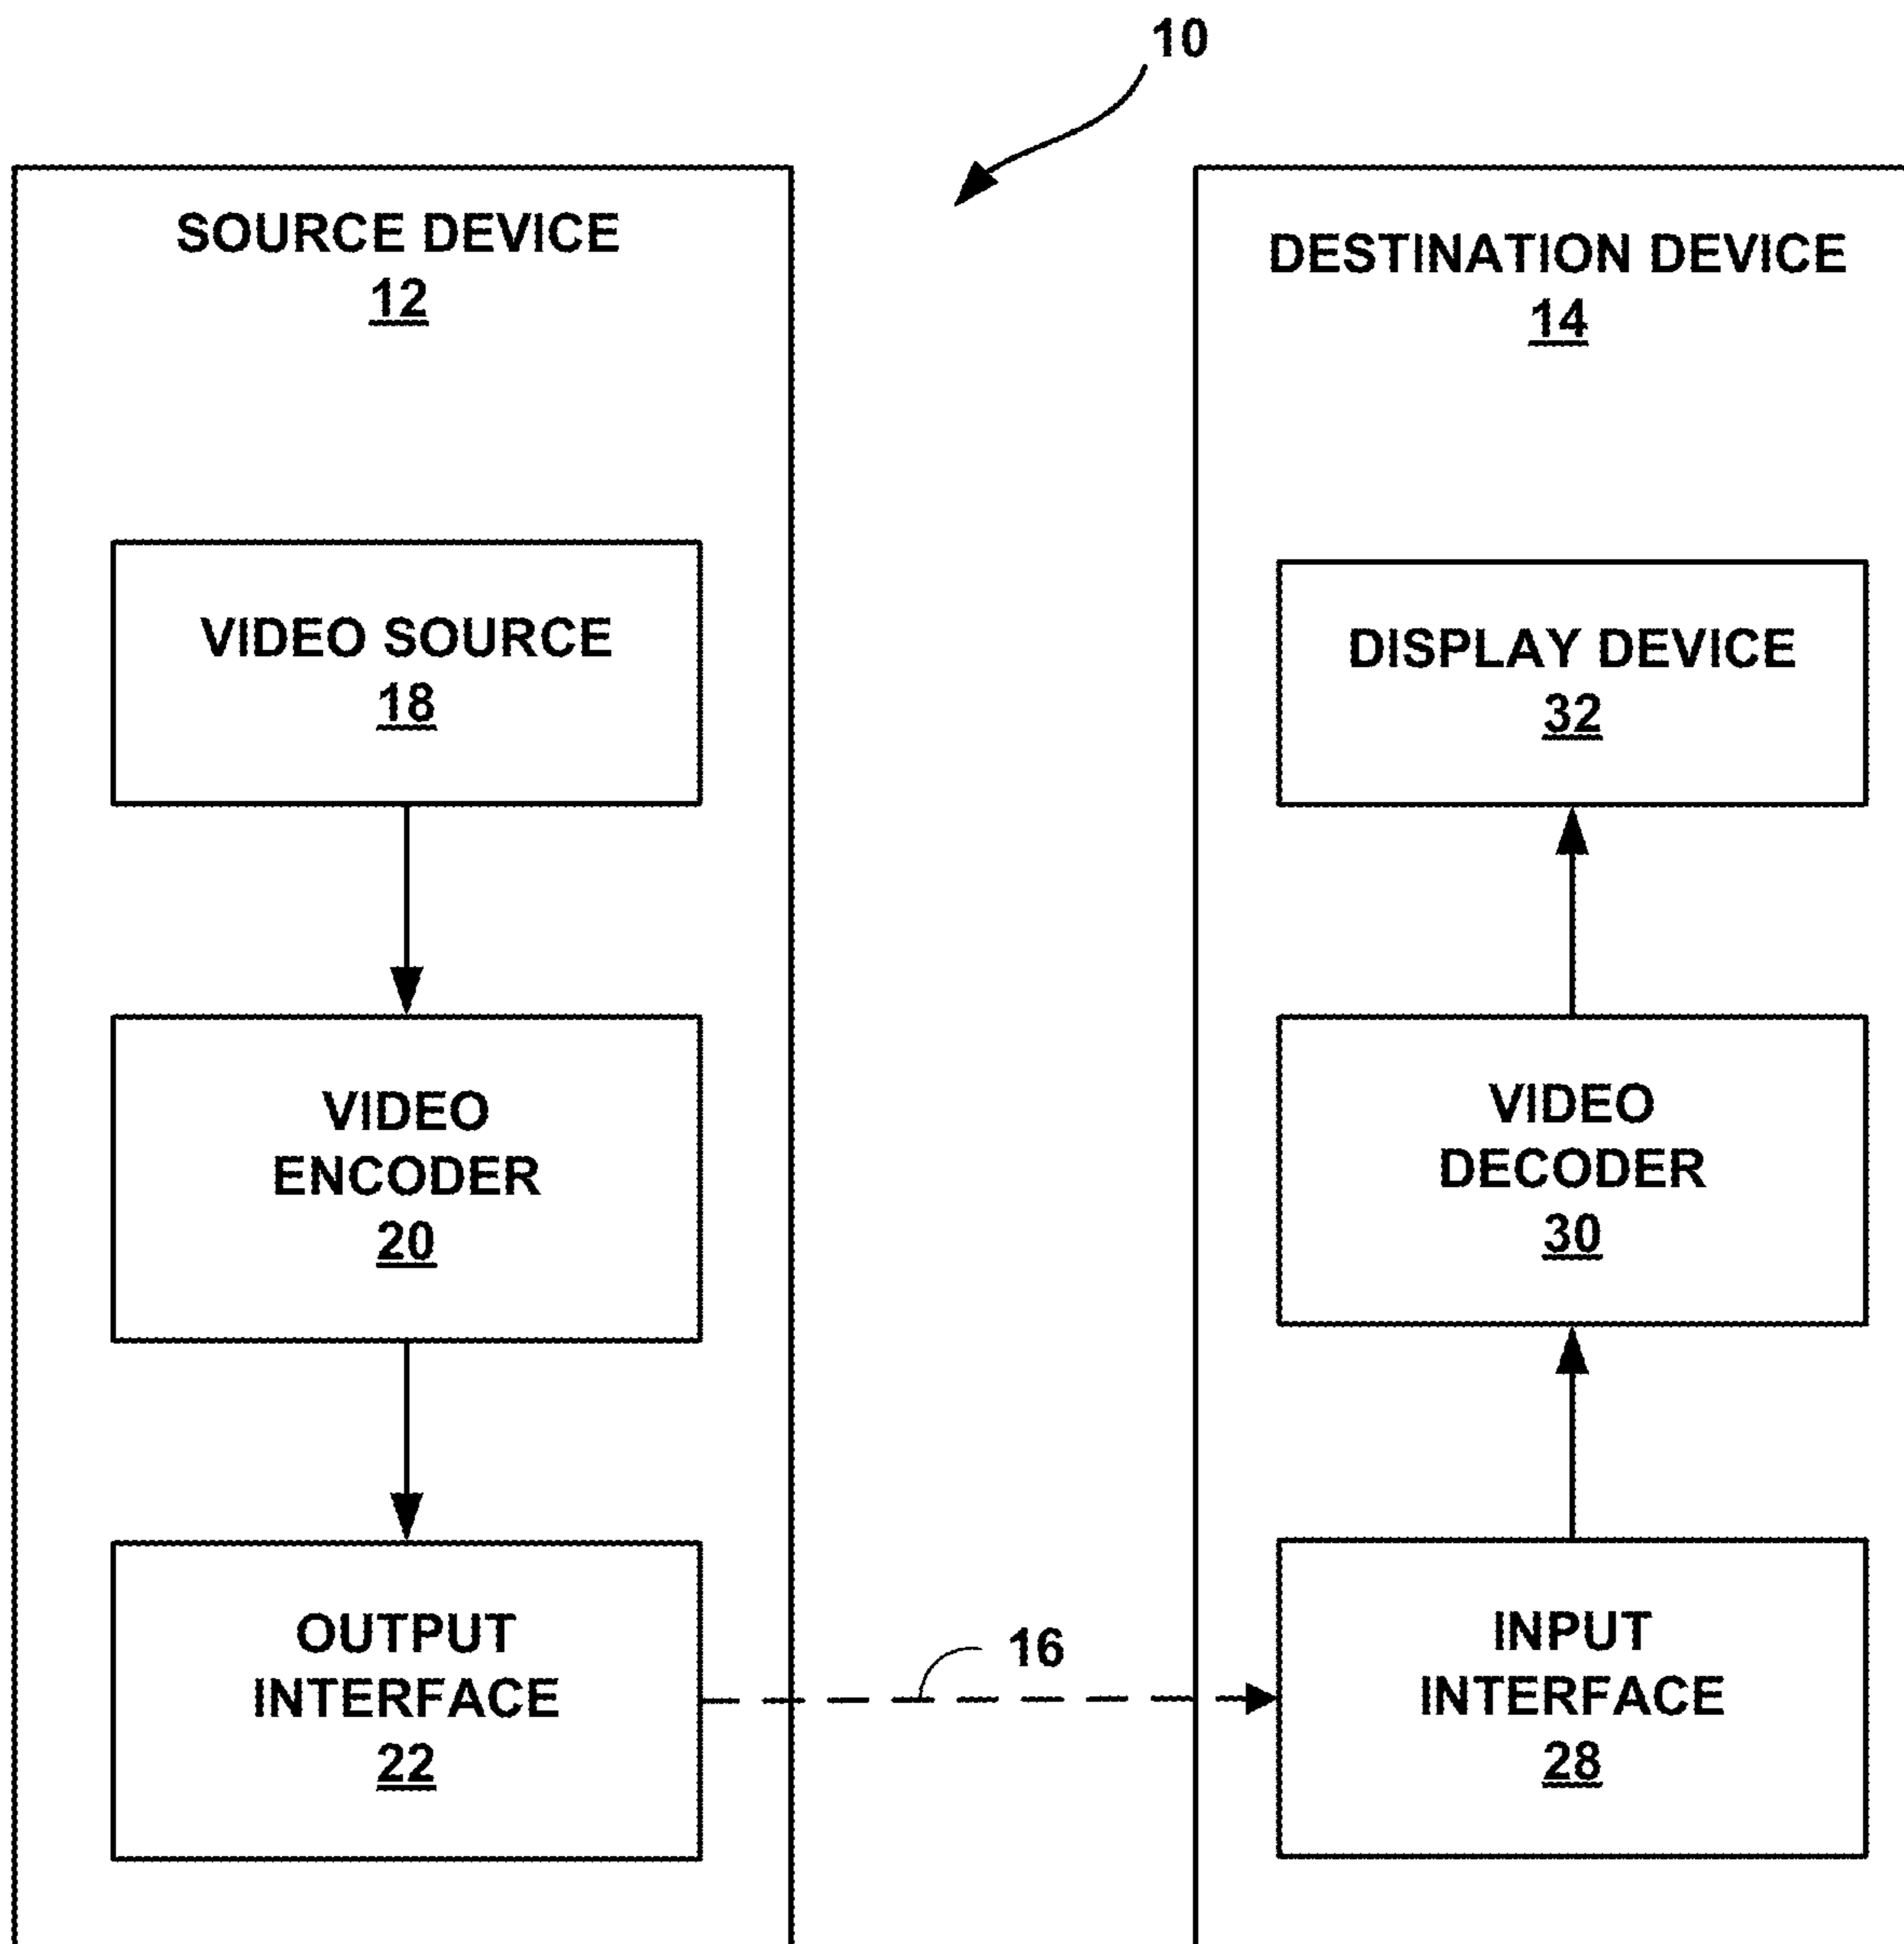 10
SOURCE DEVICE
12
VIDEO SOURCE
18
VIDEO
ENCODER
20
OUTPUT
INTERFACE
22
16
DESTINATION DEVICE
14
DISPLAY DEVICE
32
VIDEO
DECODER
30
INPUT
INTERFACE
28